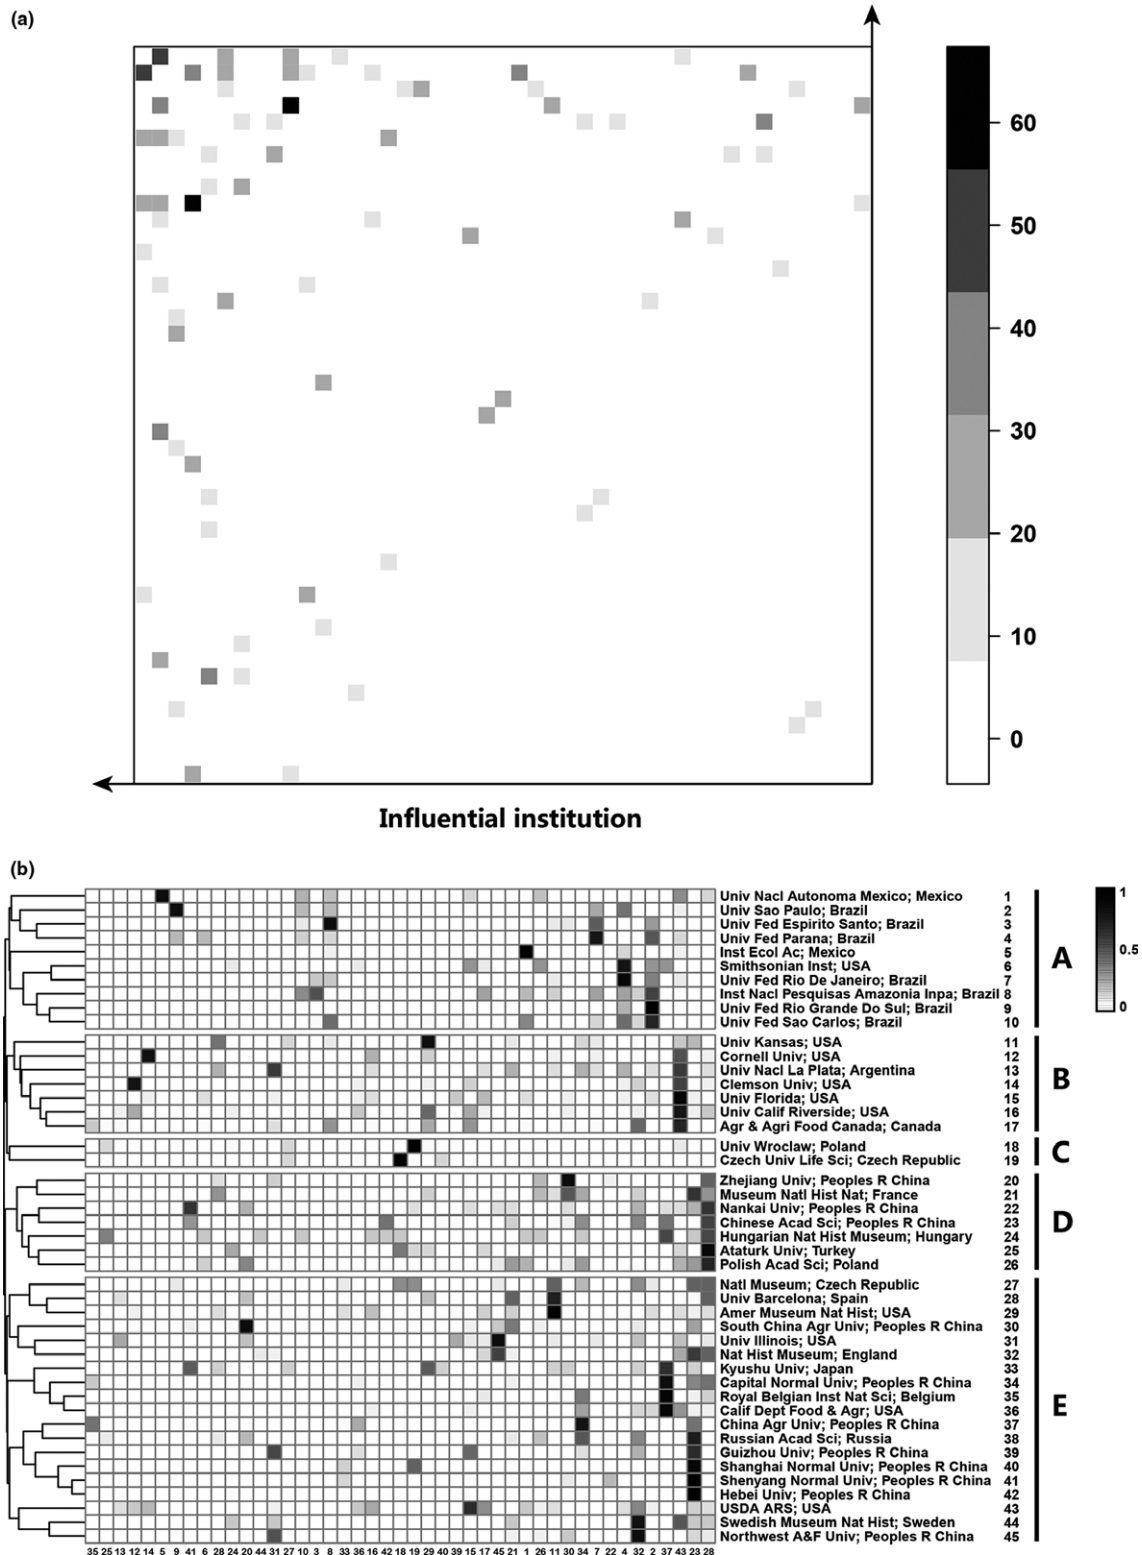 (a)
60
50
40
30
20
10
0
Influential institution
(b)
Univ Nacl Autonoma Mexico; Mexico 1
Univ Sao Paulo; Brazil 2
Univ Fed Espirito Santo; Brazil 3
Univ Fed Parana; Brazil 4
Inst Ecol Ac; Mexico 5
Smithsonian Inst; USA 6
Univ Fed Rio De Janeiro; Brazil 7
Inst Nacl Pesquisas Amazonia Inpa; Brazil 8
Univ Fed Rio Grande Do Sul; Brazil 9
Univ Fed Sao Carlos; Brazil 10
A
1
0.5
0
Univ Kansas; USA 11
Cornell Univ; USA 12
Univ Nacl La Plata; Argentina 13
Clemson Univ; USA 14
Univ Florida; USA 15
Univ Calif Riverside; USA 16
Agr & Agri Food Canada; Canada 17
B
Univ Wroclaw; Poland 18
Czech Univ Life Sci; Czech Republic 19
C
Zhejiang Univ; Peoples R China 20
Museum Natl Hist Nat; France 21
Nankai Univ; Peoples R China 22
Chinese Acad Sci; Peoples R China 23
Hungarian Nat Hist Museum; Hungary 24
Ataturk Univ; Turkey 25
Polish Acad Sci; Poland 26
D
Natl Museum; Czech Republic 27
Univ Barcelona; Spain 28
Amer Museum Nat Hist; USA 29
South China Agr Univ; Peoples R China 30
Univ Illinois; USA 31
Nat Hist Museum; England 32
Kyushu Univ; Japan 33
Capital Normal Univ; Peoples R China 34
Royal Belgian Inst Nat Sci; Belgium 35
Calif Dept Food & Agr; USA 36
China Agr Univ; Peoples R China 37
Russian Acad Sci; Russia 38
Guizhou Univ; Peoples R China 39
Shanghai Normal Univ; Peoples R China 40
Shenyang Normal Univ; Peoples R China 41
Hebei Univ; Peoples R China 42
USDA ARS; USA 43
Swedish Museum Nat Hist; Sweden 44
Northwest A&F Univ; Peoples R China 45
E
35 25 13 12 14 5 9 41 6 28 24 20 44 31 27 10 3 8 33 36 16 42 18 19 29 40 39 15 17 45 21 1 26 11 30 34 7 22 4 32 2 37 43 23 38